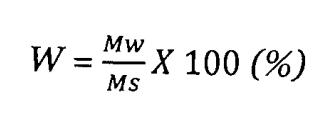 W = Mw/Ms X 100 (%)